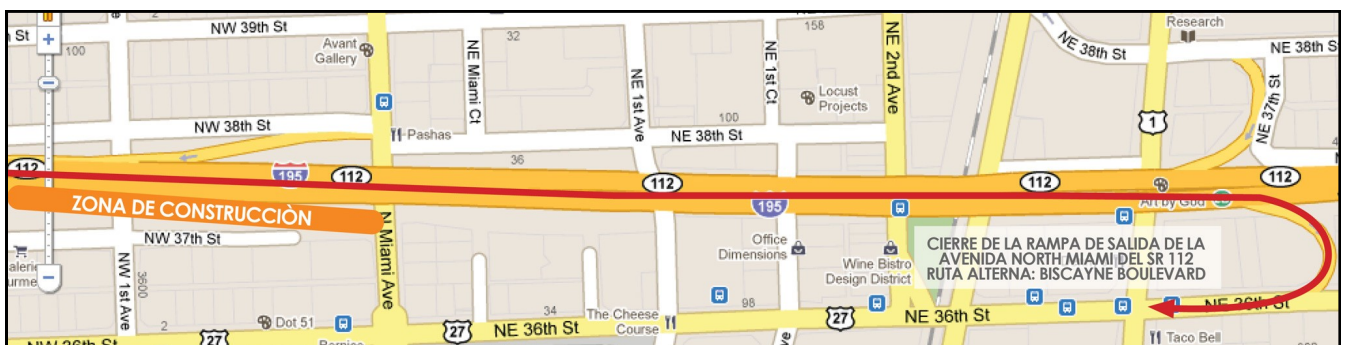 St
100
NW 39th St
2
Avant
Gallery
32
158
Research
NE 38th St
NE 38th S
NE Miami Ct
NE 1st Ave
NE 1st Ct
NE 2nd Ave
Locust
Projects
1
NE 37th St
NW 38th St
Pashas
100
NE 38th St
36
112
195
112
112
112
112
195
Art by God
ZONA DE CONSTRUCCIÒN
N Miami Ave
NW 37th St
Office
Dimensions
Wine Bistro
Design District
CIERRE DE LA RAMPA DE SALIDA DE LA
AVENIDA NORTH MIAMI DEL SR 112
RUTA ALTERNA: BISCAYNE BOULEVARD
NW 1st Ave
3600
98
34
2
Dot 51
27
27
NE 36th St
The Cheese
Course
27
NE 36th St
NE 36th St
Taco Bell
NW 36th St